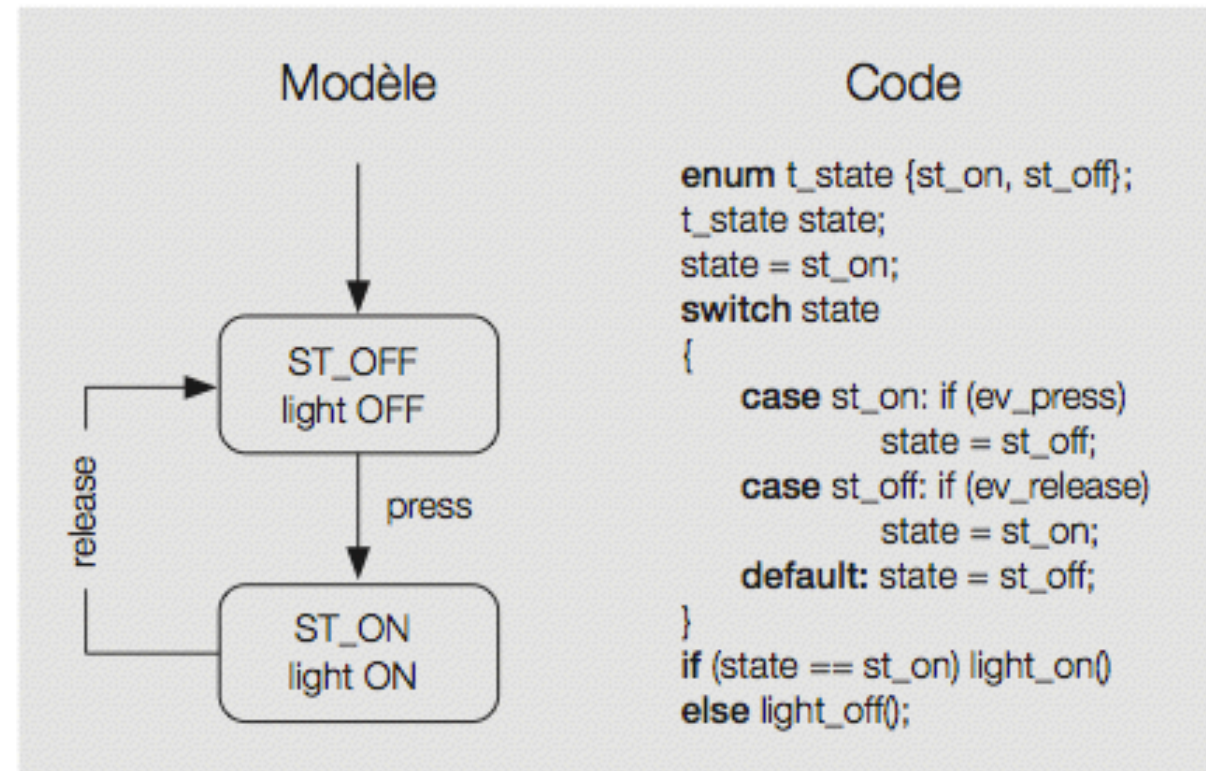 Modèle
ST_OFF
light OFF
press
release
ST_ON
light ON
Code
enum t_state {st_on, st_off};
t_state state;
state = st_on;
switch state
{
case st_on: if (ev_press)
state = st_off;
case st_off: if (ev_release)
state = st_on;
default: state = st_off;
}
if (state == st_on) light_on()
else light_off();